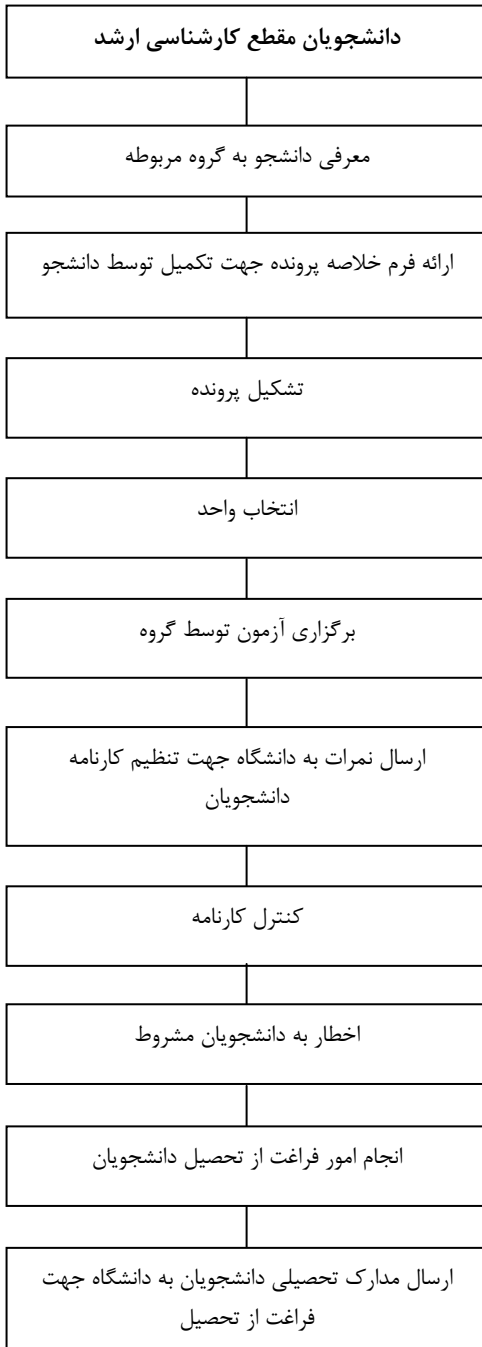 دانشجویان مقطع کارشناسی ارشد
معرفی دانشجو به گروه مربوطه
ارائه فرم خلاصه پرونده جهت تکمیل توسط دانشجو
تشکیل پرونده
انتخاب واحد
برگزاری آزمون توسط گروه
ارسال نمرات به دانشگاه جهت تنظیم کارنامه
دانشجویان
کنترل کارنامه
اخطار به دانشجویان مشروط
انجام امور فراغت از تحصیل دانشجویان
ارسال مدارک تحصیلی دانشجویان به دانشگاه جهت
فراغت از تحصیل